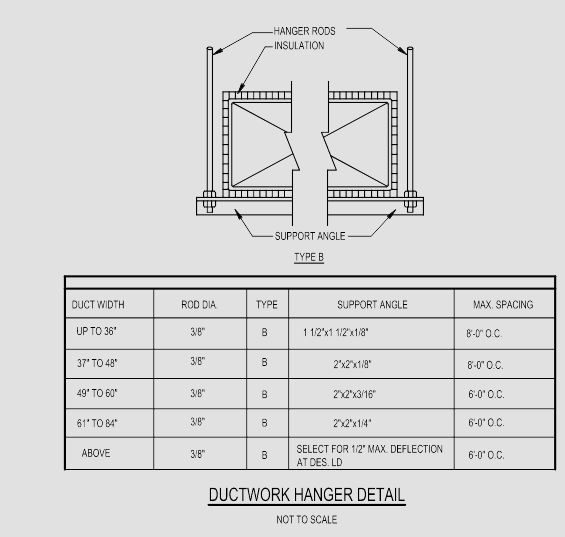 HANGER RODS
INSULATION
SUPPORT ANGLE
TYPE B
DUCT WIDTH ROD DIA. TYPE SUPPORT ANGLE MAX. SPACING
UP TO 36" 3/8" B 1 1/2"x1 1/2"x1/8" 8'-0" O.C.
37" TO 48" 3/8" B 2"x2"x1/8" 8'-0" O.C.
49" TO 60" 3/8" B 2"x2"x3/16" 6'-0" O.C.
61" TO 84" 3/8" B 2"x2"x1/4" 6'-0" O.C.
ABOVE 3/8" B SELECT FOR 1/2" MAX. DEFLECTION
AT DES. LD 6'-0" O.C.
DUCTWORK HANGER DETAIL
NOT TO SCALE